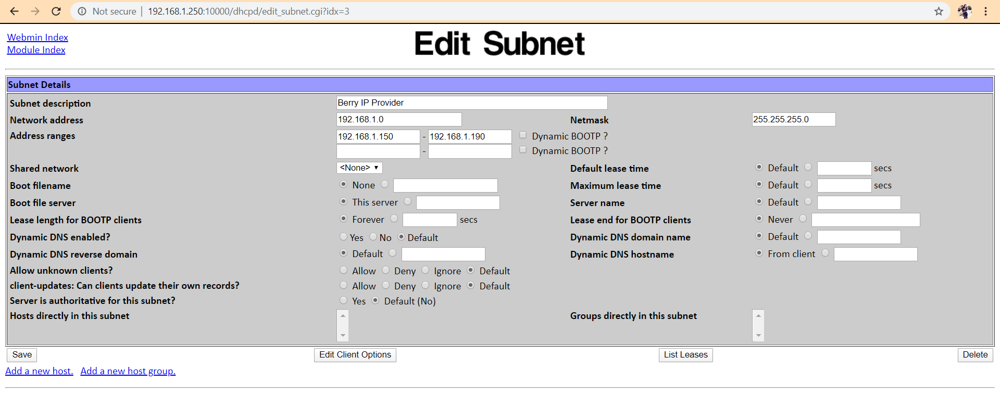 Not secure | 192.168.1.250:10000/dhcpd/edit_subnet.cgi?idx=3
Webmin Index
Module Index
Edit Subnet
Subnet Details
Subnet description Berry IP Provider
Network address 192.168.1.0 Netmask 255.255.255.0
Address ranges 192.168.1.150 - 192.168.1.190 Dynamic BOOTP ?
- Dynamic BOOTP ?
Shared network <None> Default lease time Default secs
Boot filename None Maximum lease time Default secs
Boot file server This server Server name Default
Lease length for BOOTP clients Forever secs Lease end for BOOTP clients Never
Dynamic DNS enabled? Yes No Default Dynamic DNS domain name Default
Dynamic DNS reverse domain Default Dynamic DNS hostname From client
Allow unknown clients? Allow Deny Ignore Default
client-updates: Can clients update their own records? Allow Deny Ignore Default
Server is authoritative for this subnet? Yes Default (No)
Hosts directly in this subnet Groups directly in this subnet
Save Edit Client Options List Leases Delete
Add a new host. Add a new host group.